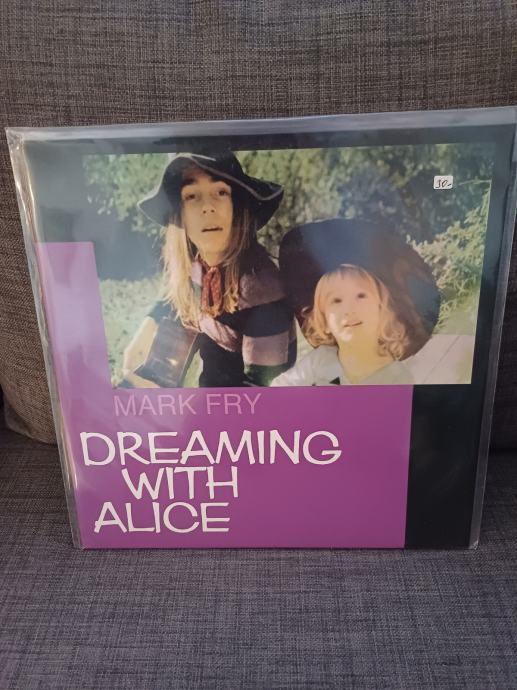 30,-
MARK FRY
DREAMING
WITH
ALICE